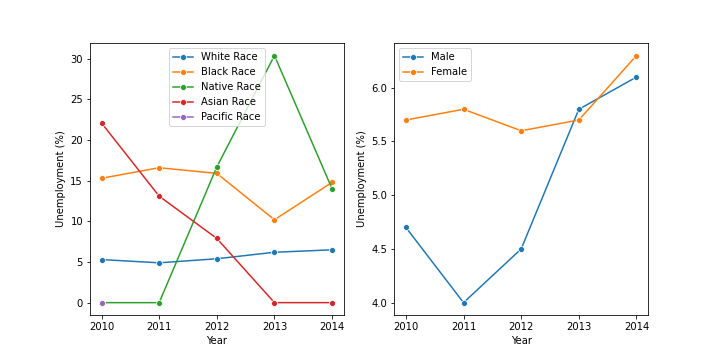 White Race
Black Race
Native Race
Asian Race
Pacific Race
30
25
20
15
10
5
0
Unemployment (%)
2010 2011 2012 2013 2014
Year
Male
Female
6.0
5.5
5.0
4.5
4.0
Unemployment (%)
2010 2011 2012 2013 2014
Year